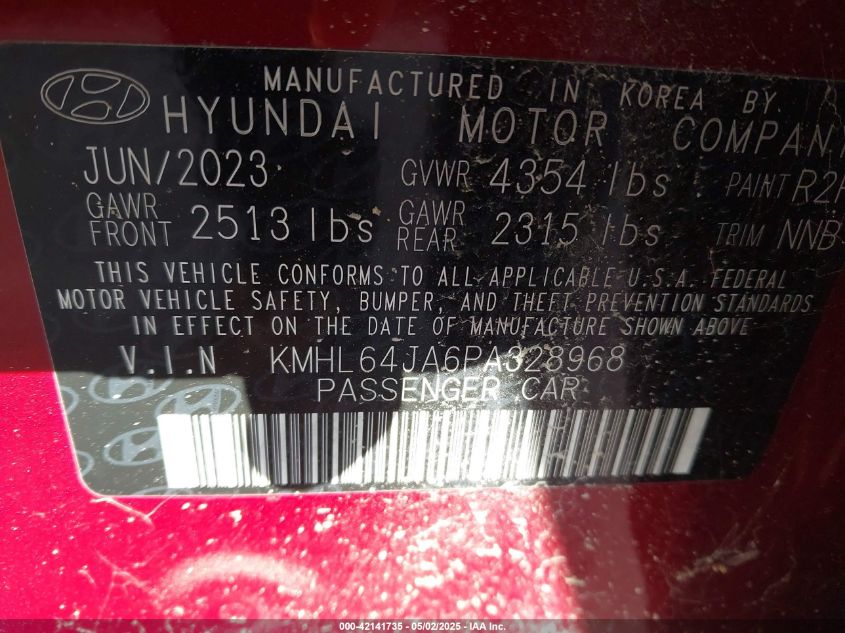 MANUFACTURED IN KOREA BY
HYUNDAI MOTOR COMPANY
JUN/2023 GVWR 4354 lbs PAINT R2
GAWR FRONT 2513 lbs GAWR REAR 2315 lbs TRIM NNB
THIS VEHICLE CONFORMS TO ALL APPLICABLE U.S.A. FEDERAL
MOTOR VEHICLE SAFETY, BUMPER, AND THEFT PREVENTION STANDARDS
IN EFFECT ON THE DATE OF MANUFACTURE SHOWN ABOVE
V.I.N KMHL64JA6PA328968
PASSENGER CAR
000-42141735 - 05/02/2025 - IAA Inc.